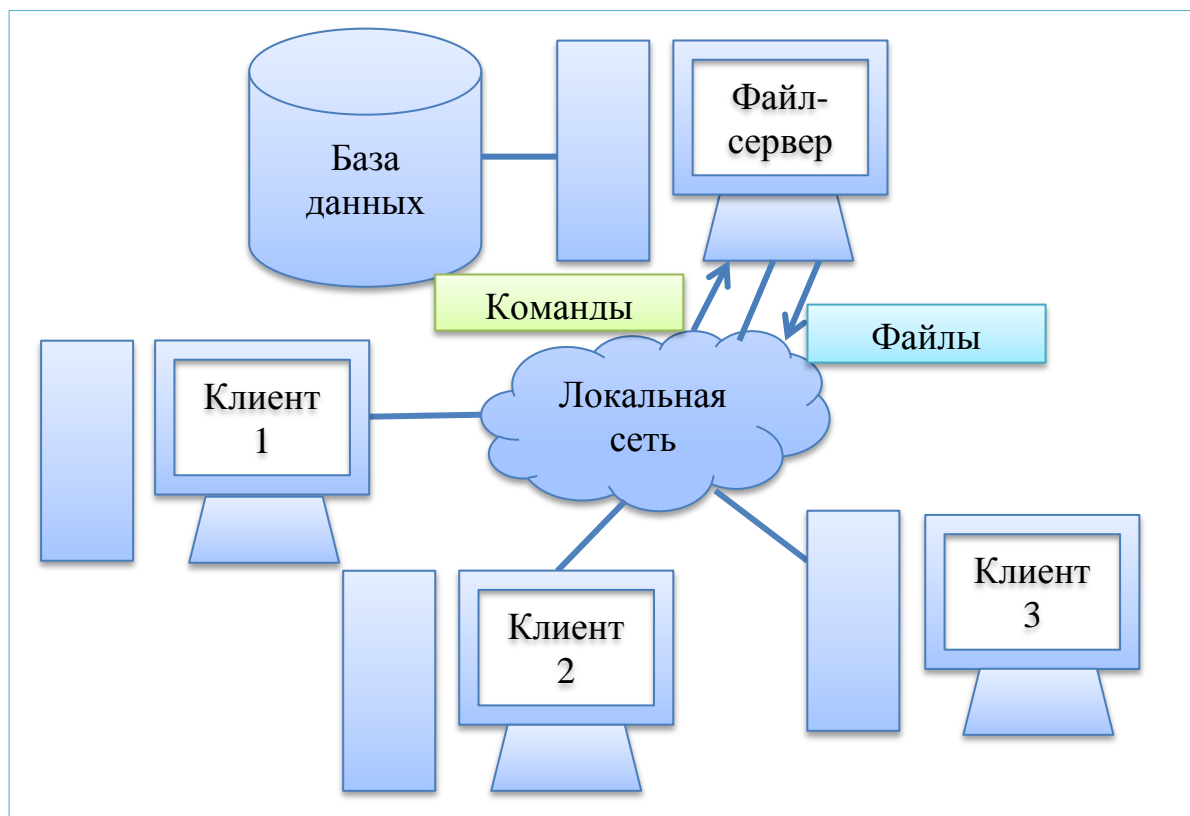 Файл-
сервер
База
данных
Команды
Файлы
Клиент
1
Локальная
сеть
Клиент
2
Клиент
3